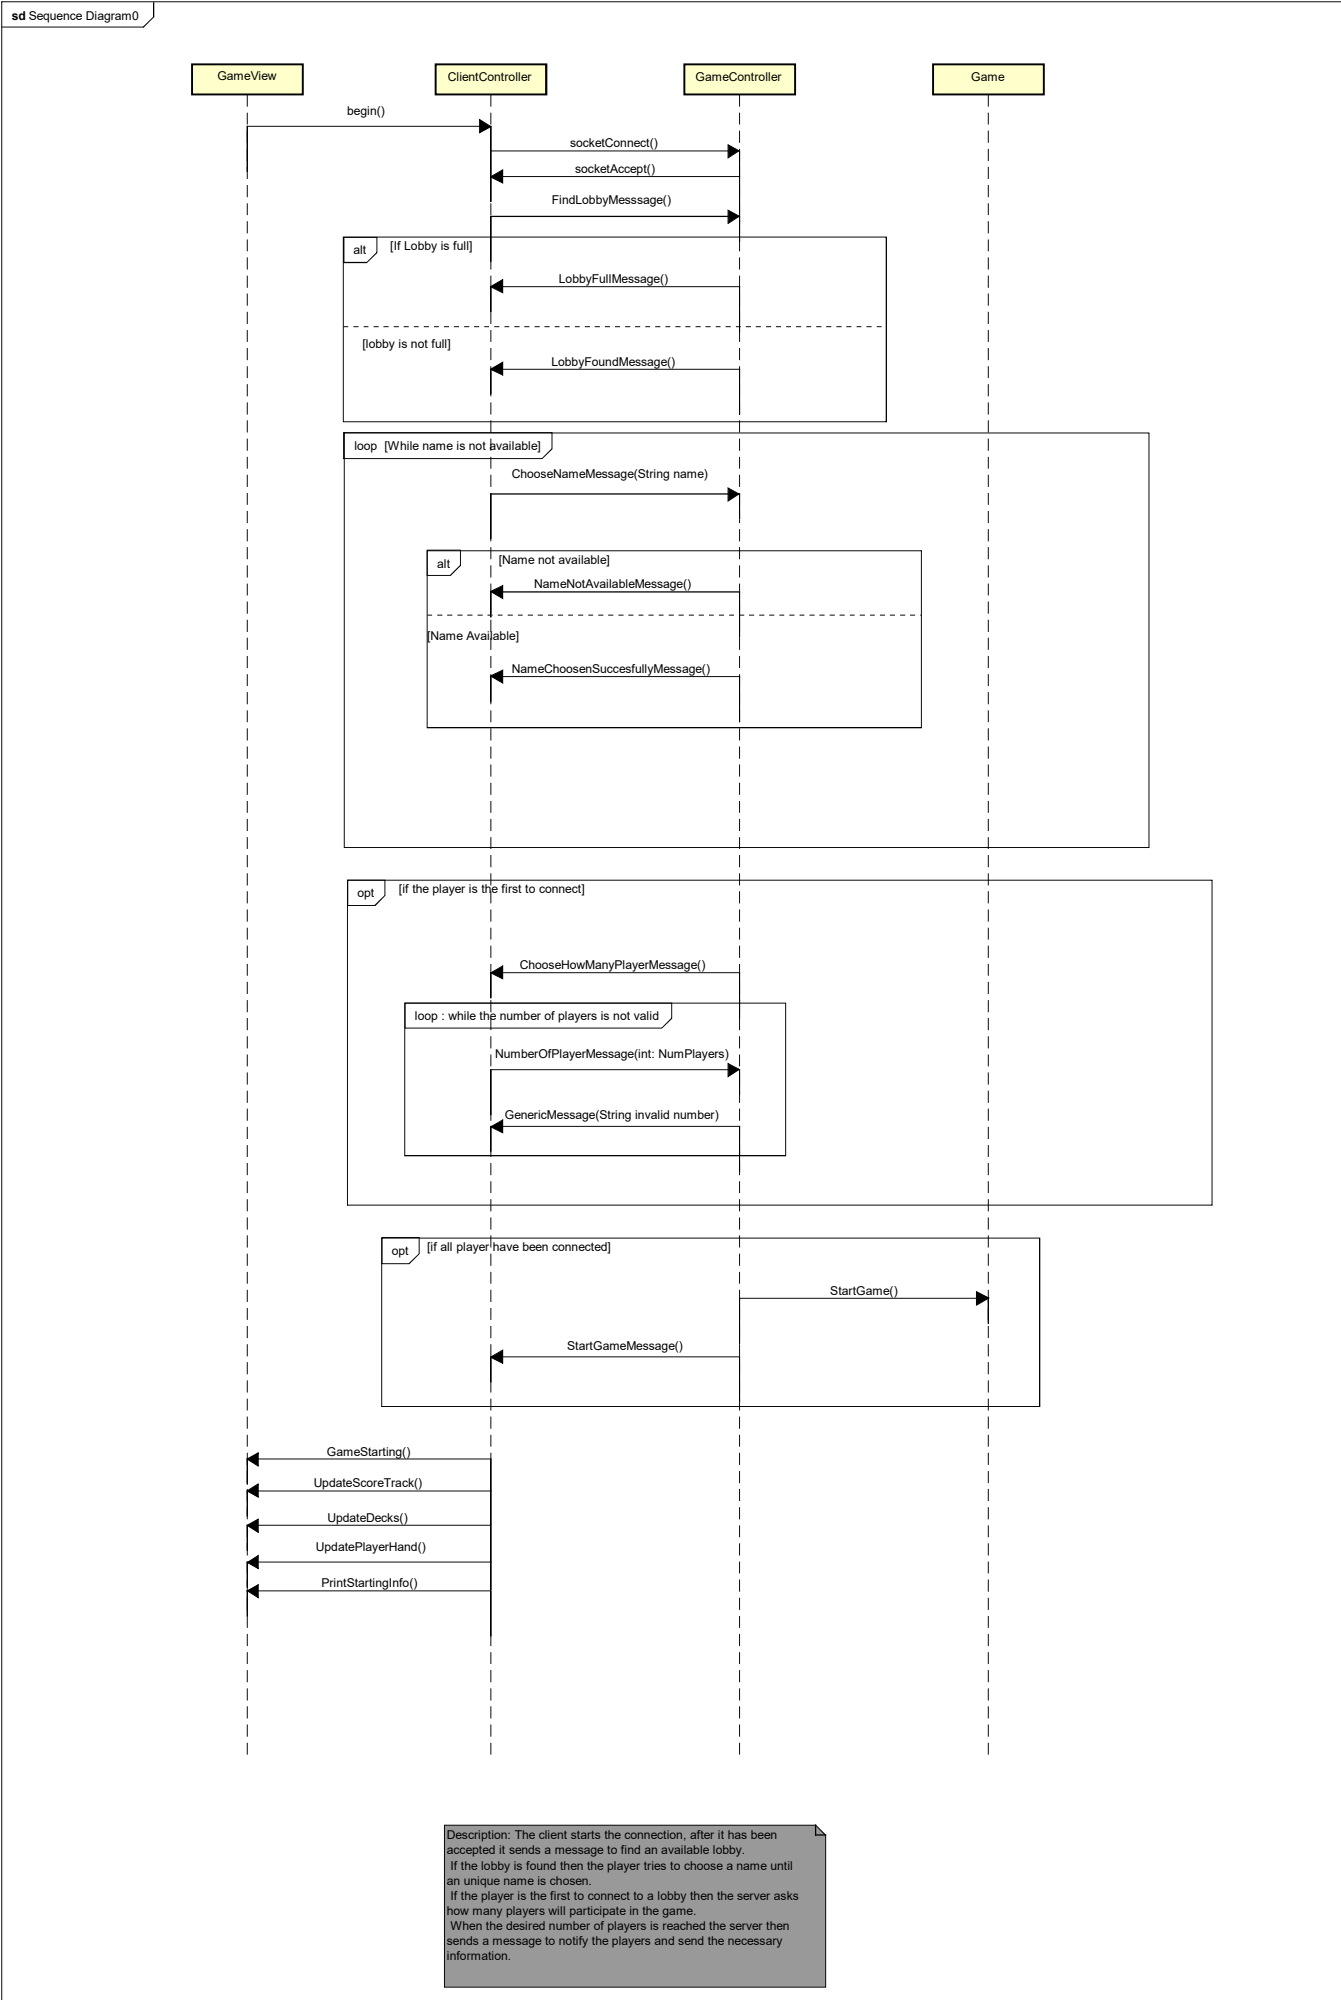 sd Sequence Diagram0
GameView
ClientController
GameController
Game
begin()
socketConnect()
socketAccept()
FindLobbyMesssage()
alt
[If Lobby is full]
LobbyFullMessage()
[lobby is not full]
LobbyFoundMessage()
loop [While name is not available]
ChooseNameMessage(String name)
alt
[Name not available]
NameNotAvailableMessage()
[Name Available]
NameChoosenSuccesfullyMessage()
opt
[if the player is the first to connect]
ChooseHowManyPlayerMessage()
loop : while the number of players is not valid
NumberOfPlayerMessage(int: NumPlayers)
GenericMessage(String invalid number)
opt
[if all player have been connected]
StartGame()
StartGameMessage()
GameStarting()
UpdateScoreTrack()
UpdateDecks()
UpdatePlayerHand()
PrintStartingInfo()
Description: The client starts the connection, after it has been
accepted it sends a message to find an available lobby.
If the lobby is found then the player tries to choose a name until
an unique name is chosen.
If the player is the first to connect to a lobby then the server asks
how many players will participate in the game.
When the desired number of players is reached the server then
sends a message to notify the players and send the necessary
information.